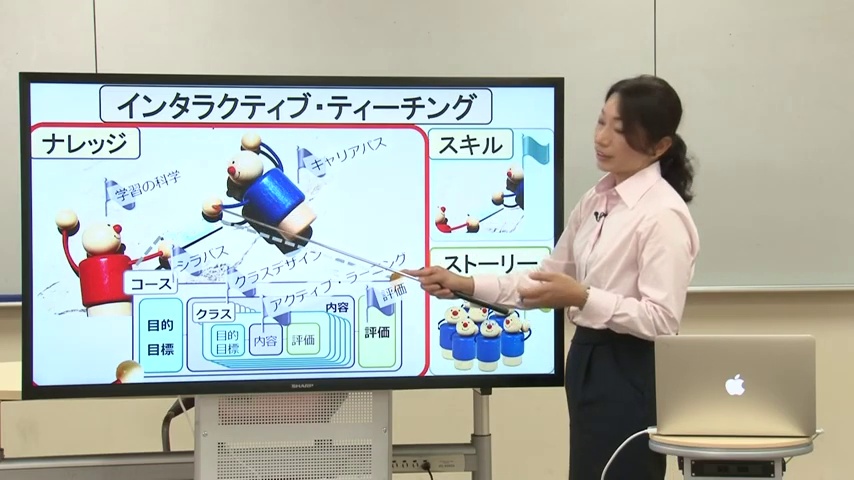 インタラクティブ・ティーチング
ナレッジ
スキル
学習の科学
キャリアパス
シラバス
クラスデザイン
ストーリー
コース
アクティブ・ラーニング
評価
クラス
内容
目的
目標
目的
目標
内容
評価
評価
SHARP